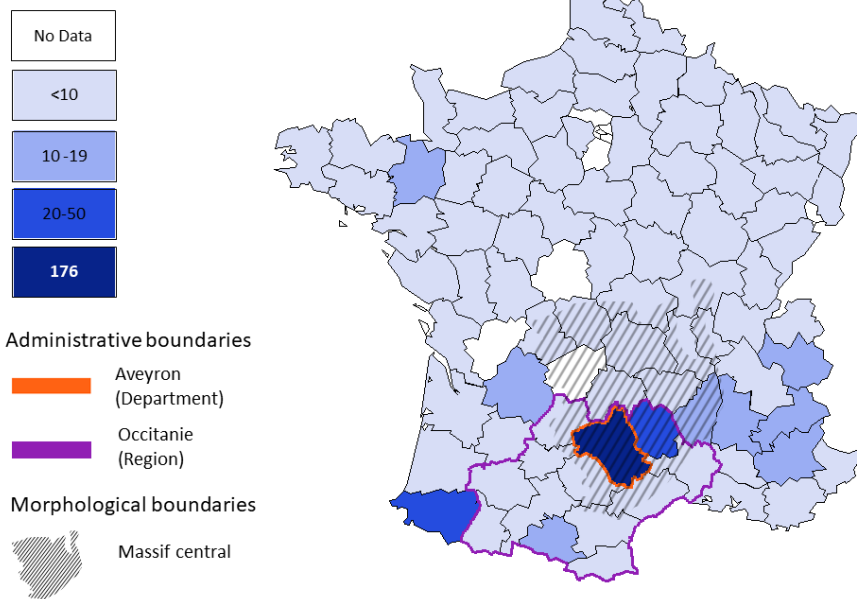 No Data
<10
10 -19
20-50
176
Administrative boundaries
Aveyron
(Department)
Occitanie
(Region)
Morphological boundaries
Massif central